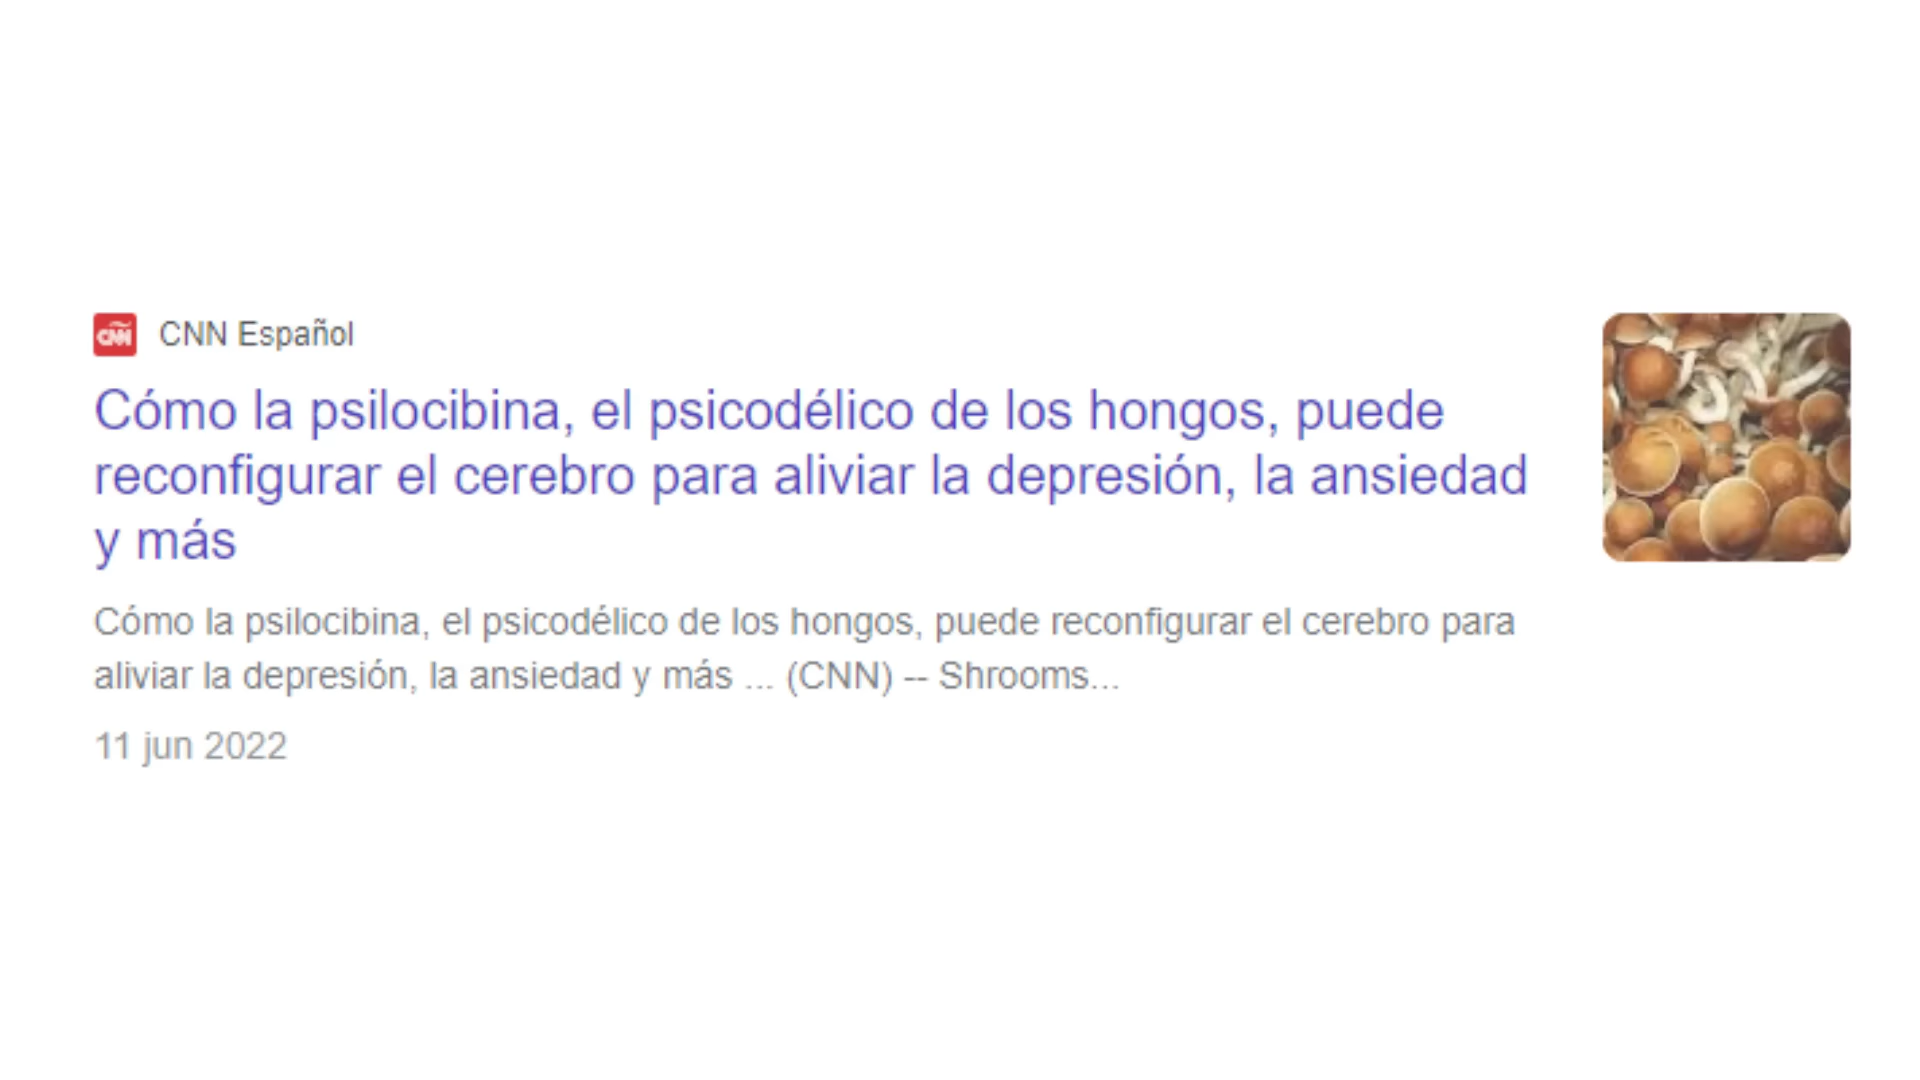 CNN
CNN Español
Cómo la psilocibina, el psicodélico de los hongos, puede
reconfigurar el cerebro para aliviar la depresión, la ansiedad
y más
Cómo la psilocibina, el psicodélico de los hongos, puede reconfigurar el cerebro para
aliviar la depresión, la ansiedad y más ... (CNN) -- Shrooms...
11 jun 2022